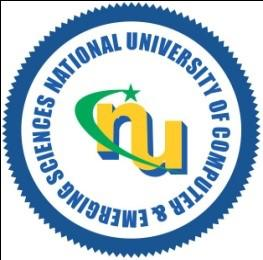 NATIONAL UNIVERSITY OF COMPUTER & EMERGING SCIENCES
nu